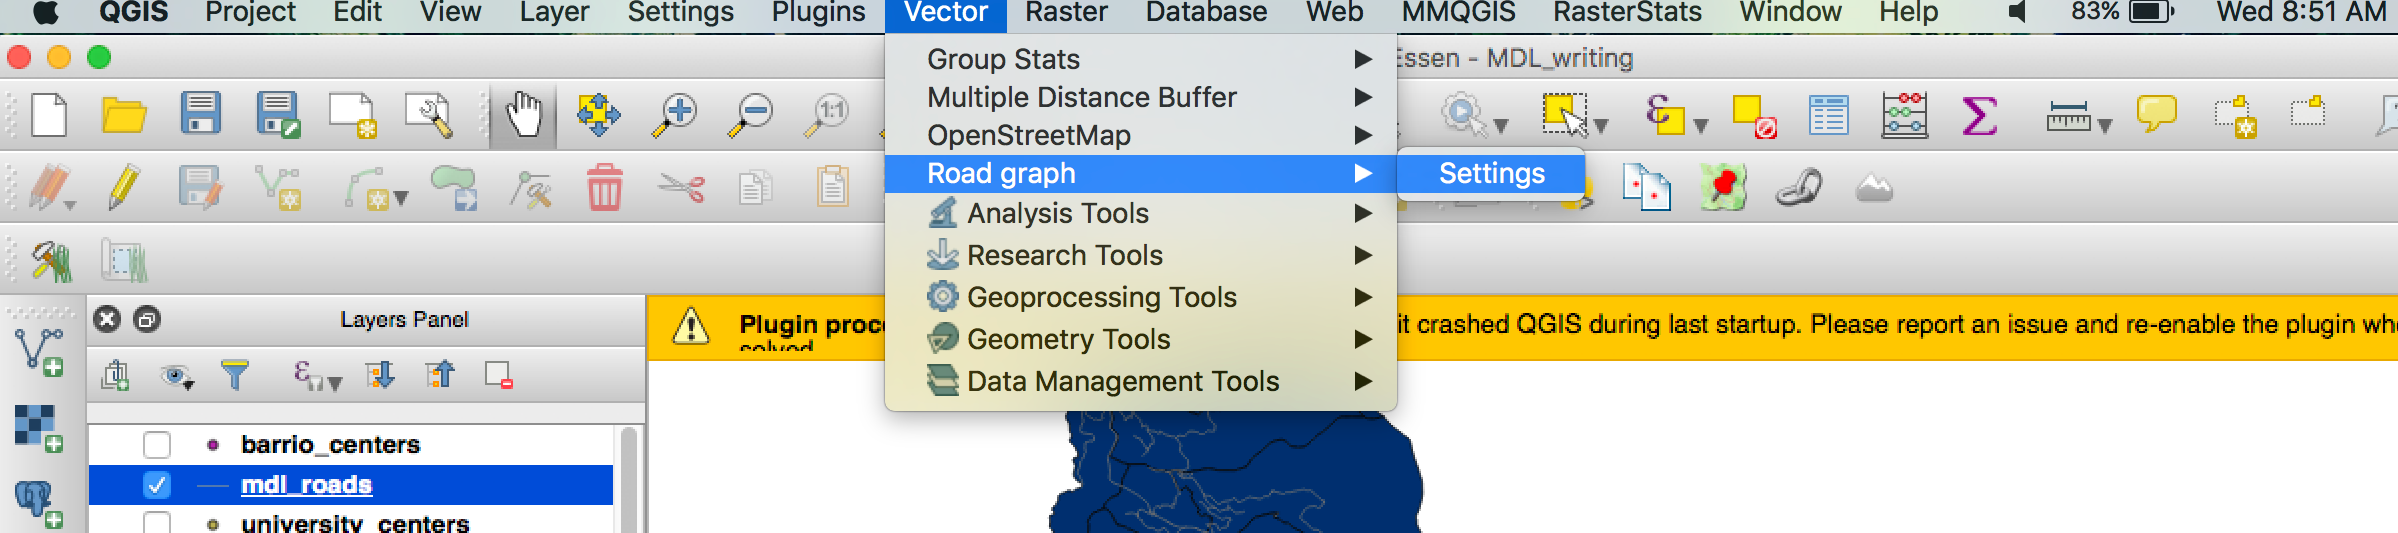 QGIS Project Edit View Layer Settings Plugins Vector Raster Database Web MMQGIS RasterStats Window Help 83% Wed 8:51 AM
Essen - MDL_writing
Group Stats
Multiple Distance Buffer
OpenStreetMap
Road graph
Settings
Analysis Tools
Research Tools
Geoprocessing Tools
Geometry Tools
Data Management Tools
1:1
Layers Panel
Plugin it crashed QGIS during last startup. Please report an issue and re-enable the plugin
solved
barrio_centers
mdl_roads
university_centers